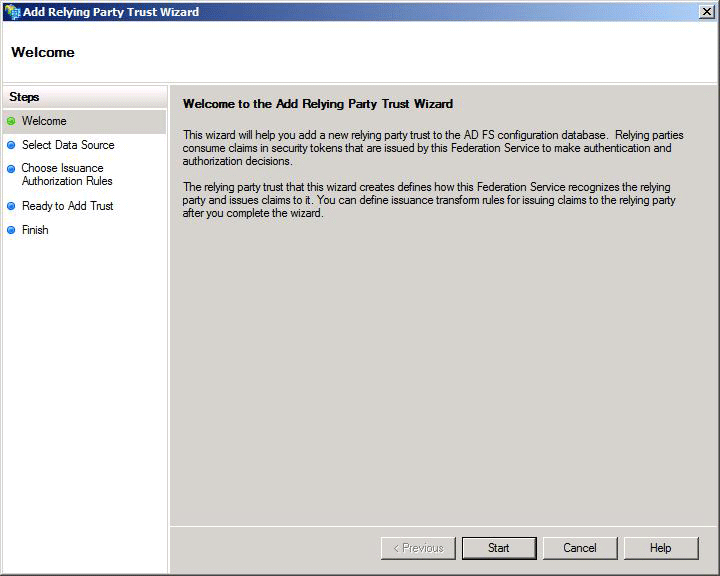 Add Relying Party Trust Wizard
Welcome
Steps
Welcome
Select Data Source
Choose Issuance
Authorization Rules
Ready to Add Trust
Finish
Welcome to the Add Relying Party Trust Wizard
This wizard will help you add a new relying party trust to the AD FS configuration database.  Relying parties
consume claims in security tokens that are issued by this Federation Service to make authentication and
authorization decisions.
The relying party trust that this wizard creates defines how this Federation Service recognizes the relying
party and issues claims to it. You can define issuance transform rules for issuing claims to the relying party
after you complete the wizard.
< Previous
Start
Cancel
Help